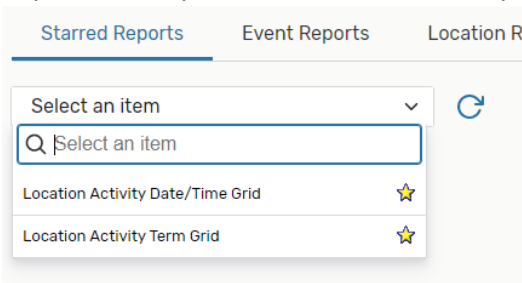 Starred Reports Event Reports Location R
Select an item
Select an item
Location Activity Date/Time Grid
Location Activity Term Grid